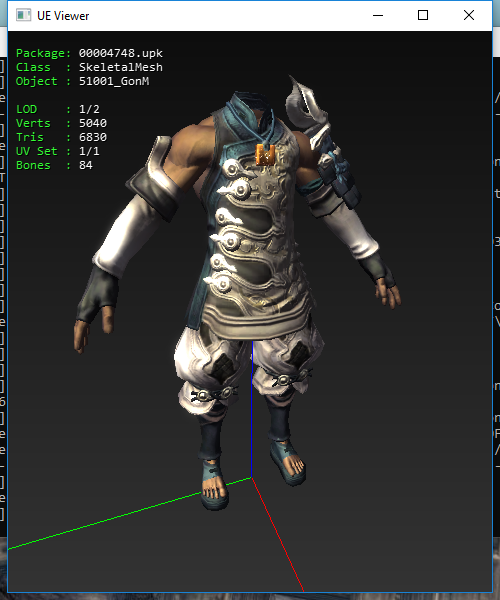 UE Viewer
Package: 00004748.upk
Class  : SkeletalMesh
Object : 51001_GonM
LOD    : 1/2
Verts  : 5040
Tris   : 6830
UV Set : 1/1
Bones  : 84